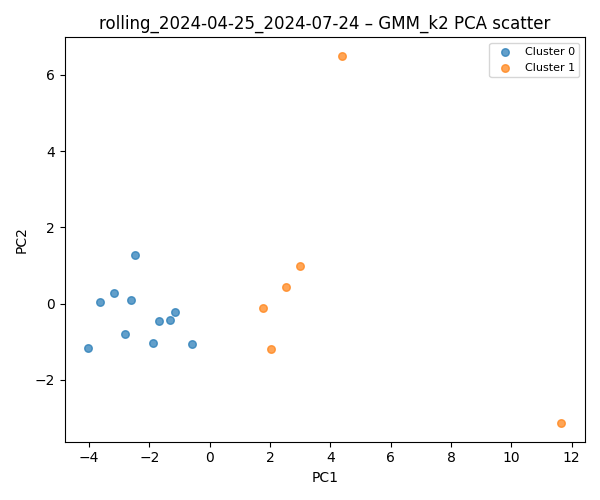 rolling_2024-04-25_2024-07-24 – GMM_k2 PCA scatter
Cluster 0
Cluster 1
6
4
2
0
−2
PC2
−4 −2 0 2 4 6 8 10 12
PC1